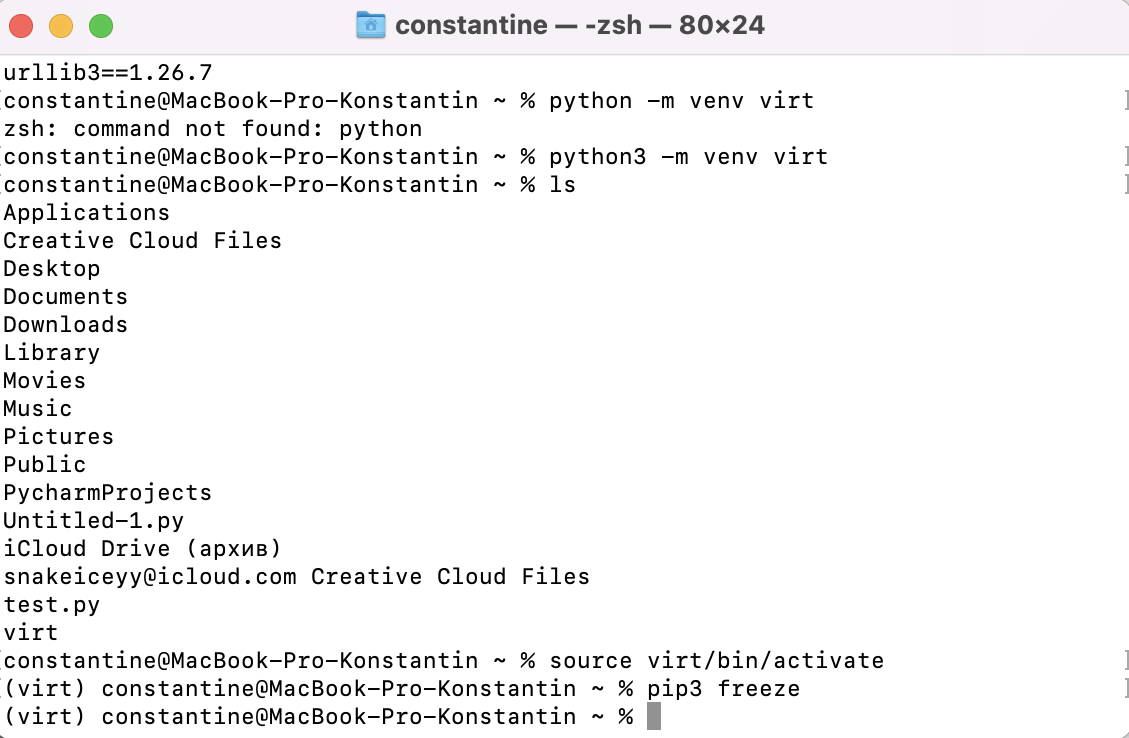 constantine — -zsh — 80×24
urllib3==1.26.7
[constantine@MacBook-Pro-Konstantin ~ % python -m venv virt ]
zsh: command not found: python
[constantine@MacBook-Pro-Konstantin ~ % python3 -m venv virt ]
[constantine@MacBook-Pro-Konstantin ~ % ls ]
Applications
Creative Cloud Files
Desktop
Documents
Downloads
Library
Movies
Music
Pictures
Public
PycharmProjects
Untitled-1.py
iCloud Drive (архив)
snakeiceyy@icloud.com Creative Cloud Files
test.py
virt
[constantine@MacBook-Pro-Konstantin ~ % source virt/bin/activate ]
[(virt) constantine@MacBook-Pro-Konstantin ~ % pip3 freeze ]
(virt) constantine@MacBook-Pro-Konstantin ~ %